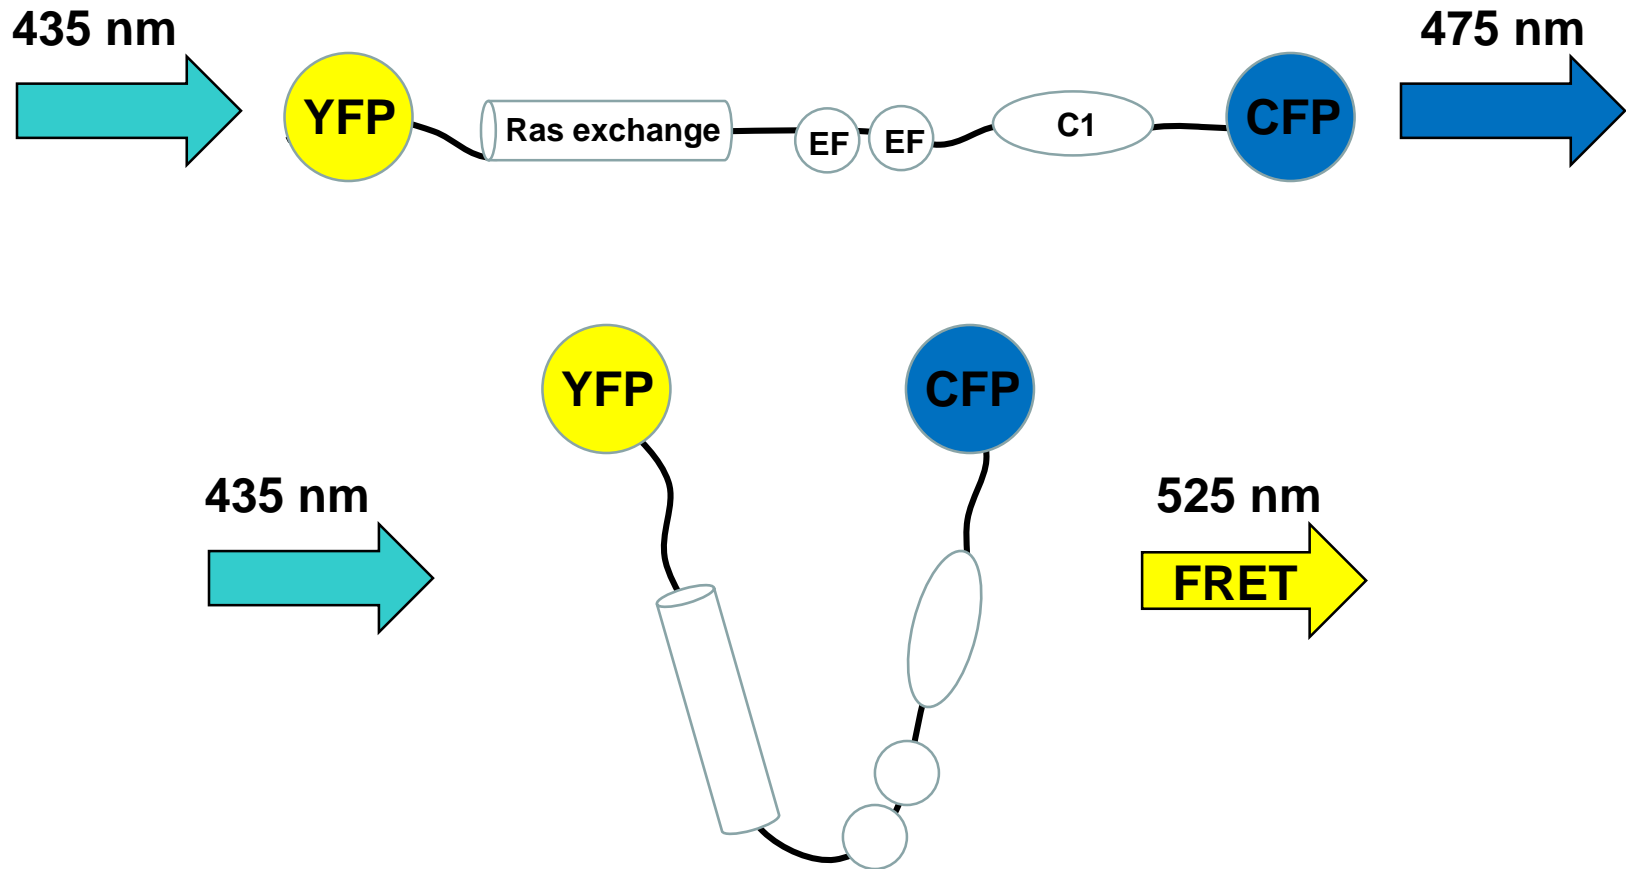 435 nm
475 nm
YFP
Ras exchange
EF
EF
C1
CFP
YFP
CFP
435 nm
525 nm
FRET